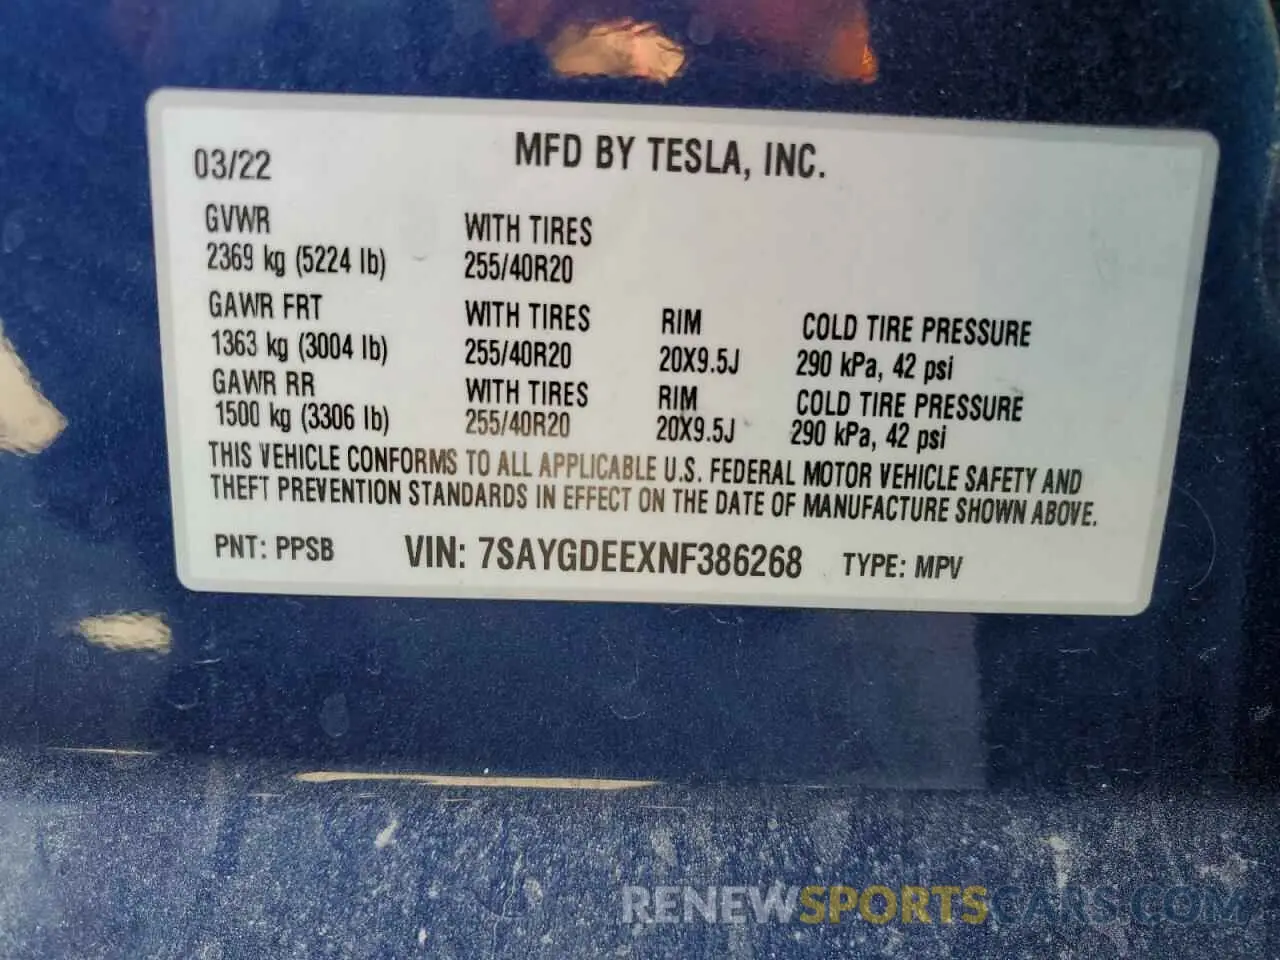 03/22
MFD BY TESLA, INC.
GVWR WITH TIRES
2369 kg (5224 lb) 255/40R20
GAWR FRT WITH TIRES RIM COLD TIRE PRESSURE
1363 kg (3004 lb) 255/40R20 20X9.5J 290 kPa, 42 psi
GAWR RR WITH TIRES RIM COLD TIRE PRESSURE
1500 kg (3306 lb) 255/40R20 20X9.5J 290 kPa, 42 psi
THIS VEHICLE CONFORMS TO ALL APPLICABLE U.S. FEDERAL MOTOR VEHICLE SAFETY AND
THEFT PREVENTION STANDARDS IN EFFECT ON THE DATE OF MANUFACTURE SHOWN ABOVE.
PNT: PPSB VIN: 7SAYGDEEXNF386268 TYPE: MPV
RENEWSPORTSCARS.COM